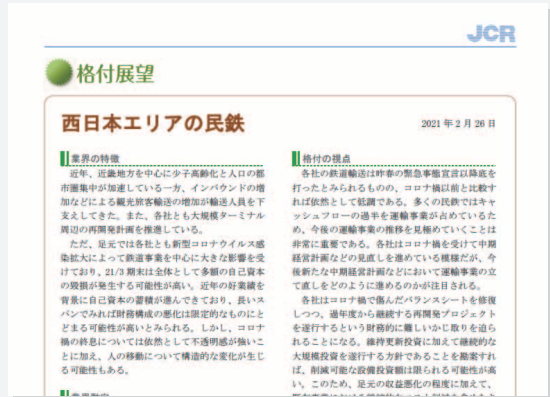 JCR
格付展望
西日本エリアの民鉄
2021年2月26日
業界の特徴
近年、近畿地方を中心に少子高齢化と人口の都
市圏集中が加速している一方、インバウンドの増
加などによる観光旅客輸送の増加が輸送人員を下
支えしてきた。また、各社とも大規模ターミナル
周辺の再開発計画を推進している。
ただ、足元では各社とも新型コロナウイルス感
染拡大によって鉄道事業を中心に大きな影響を受
けており、21/3期末は全体として多額の自己資本
の毀損が発生する可能性が高い。近年の好業績を
背景に自己資本の蓄積が進んできており、長いス
パンでみれば財務構成の悪化は限定的なものにと
どまる可能性が高いとみられる。しかし、コロナ
禍の終息については依然として不透明感が強いこ
とに加え、人の移動について構造的な変化が生じ
る可能性もある。
格付の視点
各社の鉄道輸送は昨春の緊急事態宣言以降底を
打ったとみられるものの、コロナ禍以前と比較す
れば依然として低調である。多くの民鉄ではキャ
ッシュフローの過半を運輸事業が占めているた
め、今後の運輸事業の推移を見極めていくことは
非常に重要である。各社はコロナ禍を受けて中期
経営計画などの見直しを進めている模様だが、今
後新たな中期経営計画などにおいて運輸事業の立
て直しをどのように進めるのかが注目される。
各社はコロナ禍で傷んだバランスシートを修復
しつつ、過年度から継続する再開発プロジェクト
を遂行するという財務的に難しいかじ取りを迫ら
れることになる。維持更新投資に加えて継続的な
大規模投資を遂行する方針であることを勘案すれ
ば、削減可能な設備投資額は限られる可能性が高
い。このため、足元の収益悪化の程度に加えて、